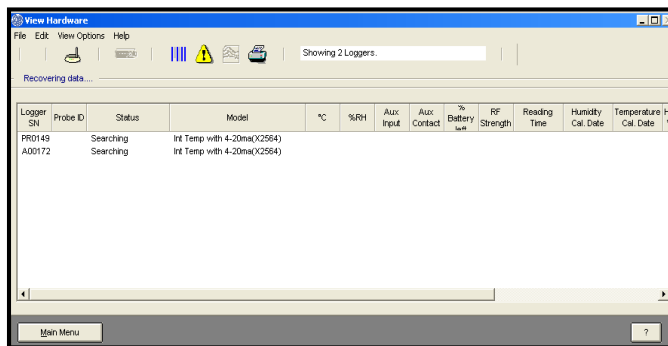 View Hardware
File Edit View Options Help
Showing 2 Loggers.
Recovering data....
Logger SN Probe ID Status Model °C %RH Aux Input Aux Contact % Battery left RF Strength Reading Time Humidity Cal. Date Temperature Cal. Date
PR0149 Searching Int Temp with 4-20ma(X2564)
A00172 Searching Int Temp with 4-20ma(X2564)
Main Menu ?